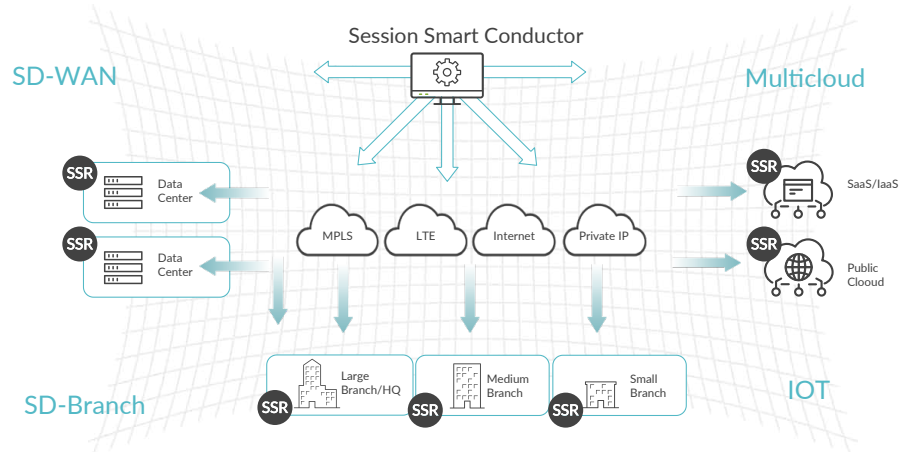 Session Smart Conductor
SD-WAN
Multicloud
SSR
Data
Center
SSR
SaaS/IaaS
MPLS
LTE
Internet
Private IP
SSR
Data
Center
SSR
Public
Clooud
Large
Branch/HQ
SSR
Medium
Branch
SSR
Small
Branch
SSR
SD-Branch
IOT